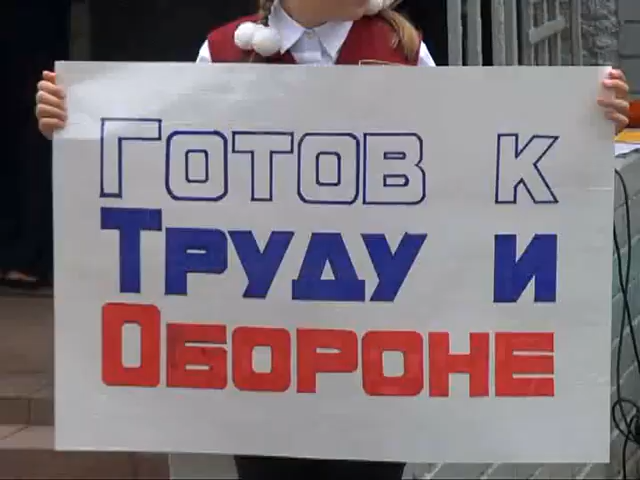 Готов к
Труду и
Обороне